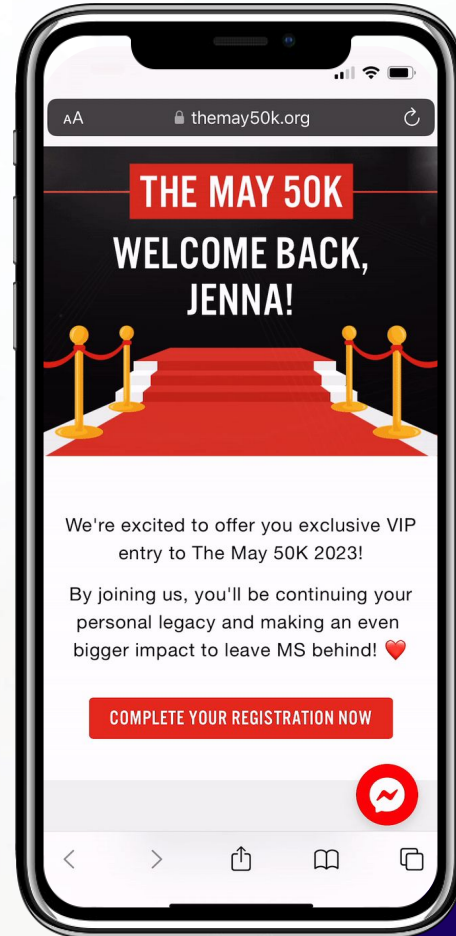 AA
themay50k.org
THE MAY 50K
WELCOME BACK,
JENNA!
We're excited to offer you exclusive VIP
entry to The May 50K 2023!
By joining us, you'll be continuing your
personal legacy and making an even
bigger impact to leave MS behind! ❤️
COMPLETE YOUR REGISTRATION NOW